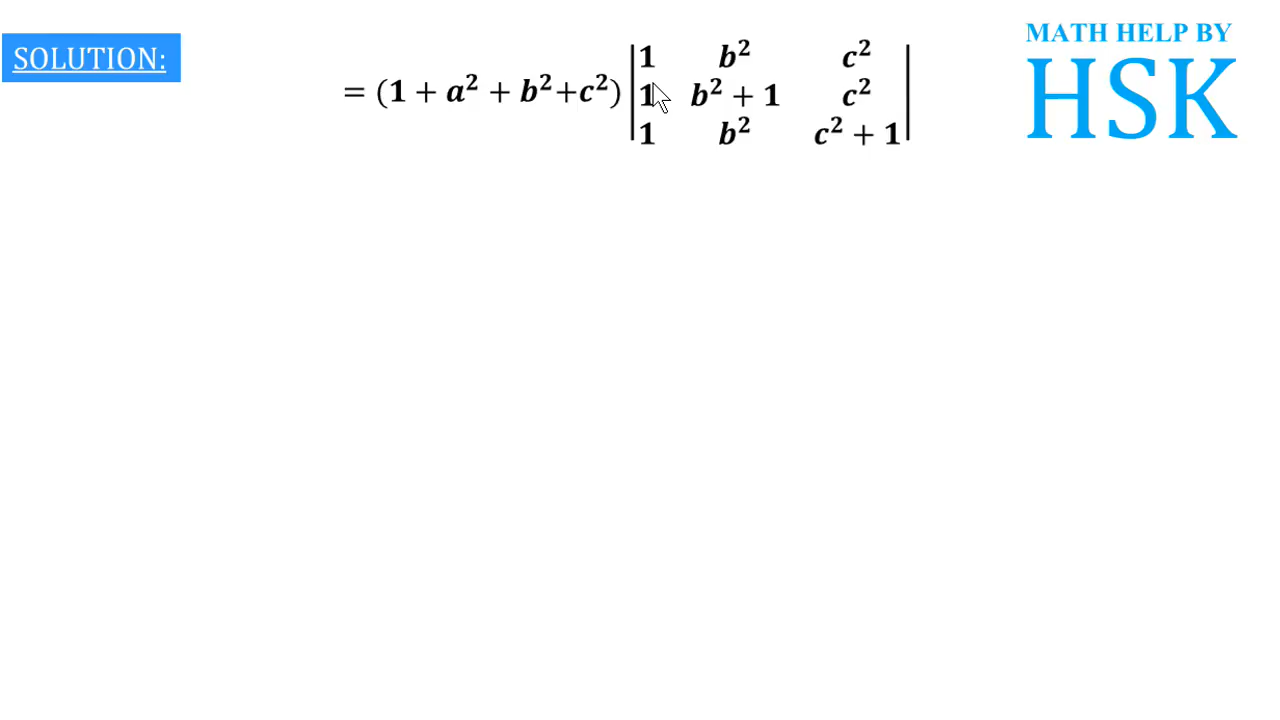 SOLUTION:
= (1 + a² + b²+c²) |1 b² c²|
|1 b² + 1 c²|
|1 b² c² + 1|
MATH HELP BY
HSK